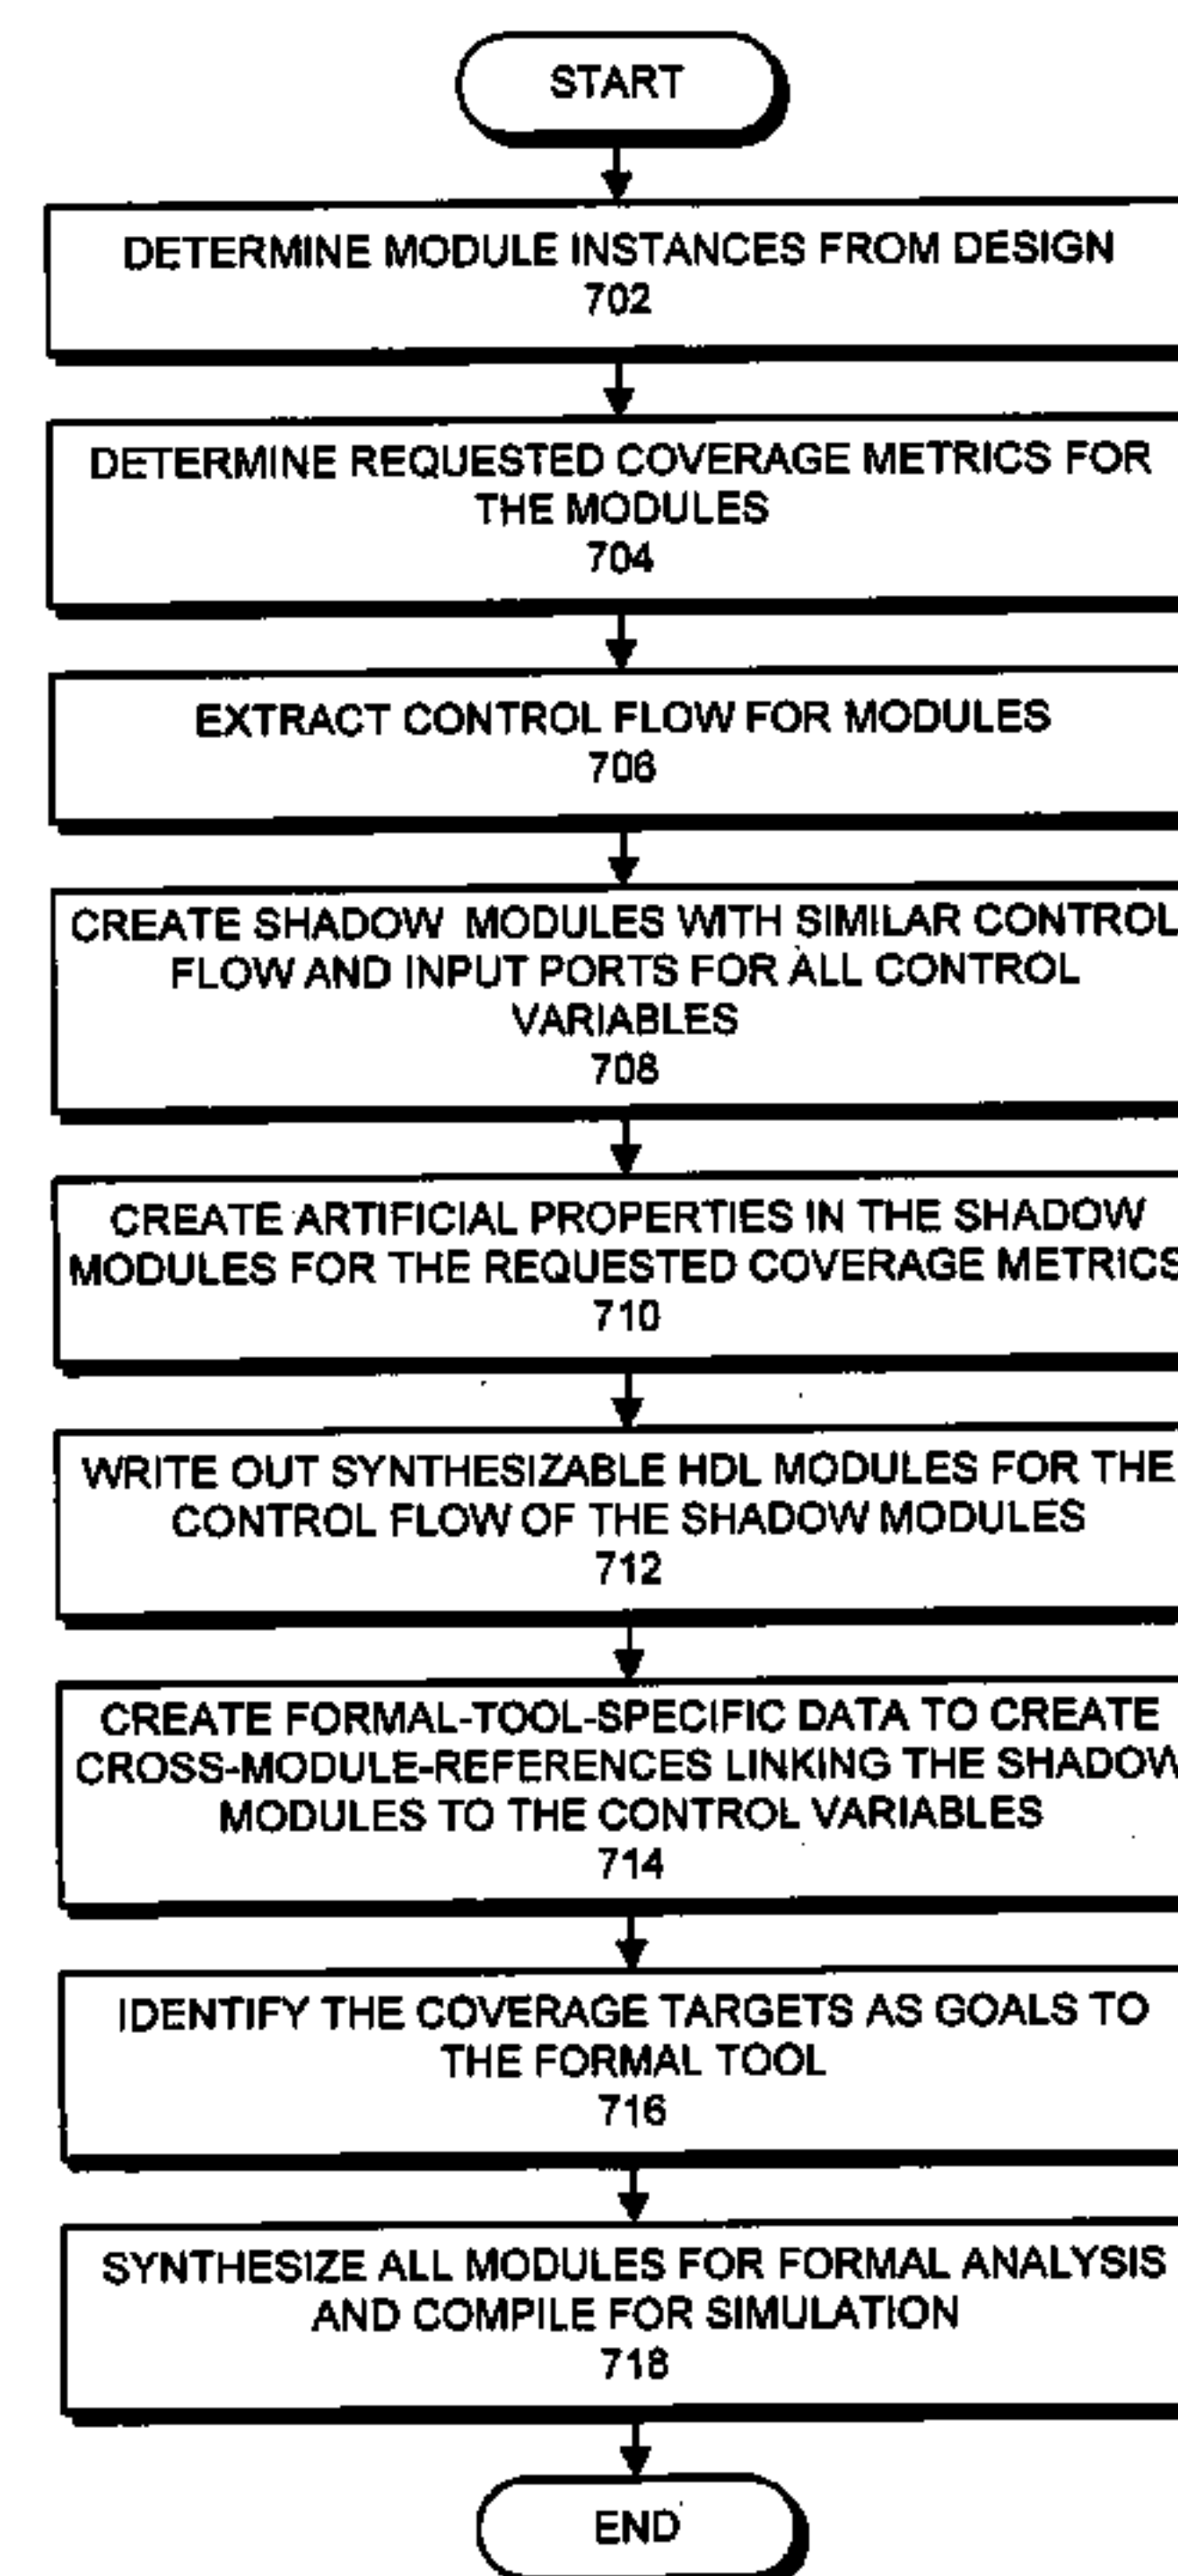 START
DETERMINE MODULE INSTANCES FROM DESIGN
702
DETERMINE REQUESTED COVERAGE METRICS FOR
THE MODULES
704
EXTRACT CONTROL FLOW FOR MODULES
706
CREATE SHADOW MODULES WITH SIMILAR CONTROL
FLOW AND INPUT PORTS FOR ALL CONTROL
VARIABLES
708
CREATE ARTIFICIAL PROPERTIES IN THE SHADOW
MODULES FOR THE REQUESTED COVERAGE METRICS
710
WRITE OUT SYNTHESIZABLE HDL MODULES FOR THE
CONTROL FLOW OF THE SHADOW MODULES
712
CREATE FORMAL-TOOL-SPECIFIC DATA TO CREATE
CROSS-MODULE-REFERENCES LINKING THE SHADOW
MODULES TO THE CONTROL VARIABLES
714
IDENTIFY THE COVERAGE TARGETS AS GOALS TO
THE FORMAL TOOL
716
SYNTHESIZE ALL MODULES FOR FORMAL ANALYSIS
AND COMPILE FOR SIMULATION
718
END